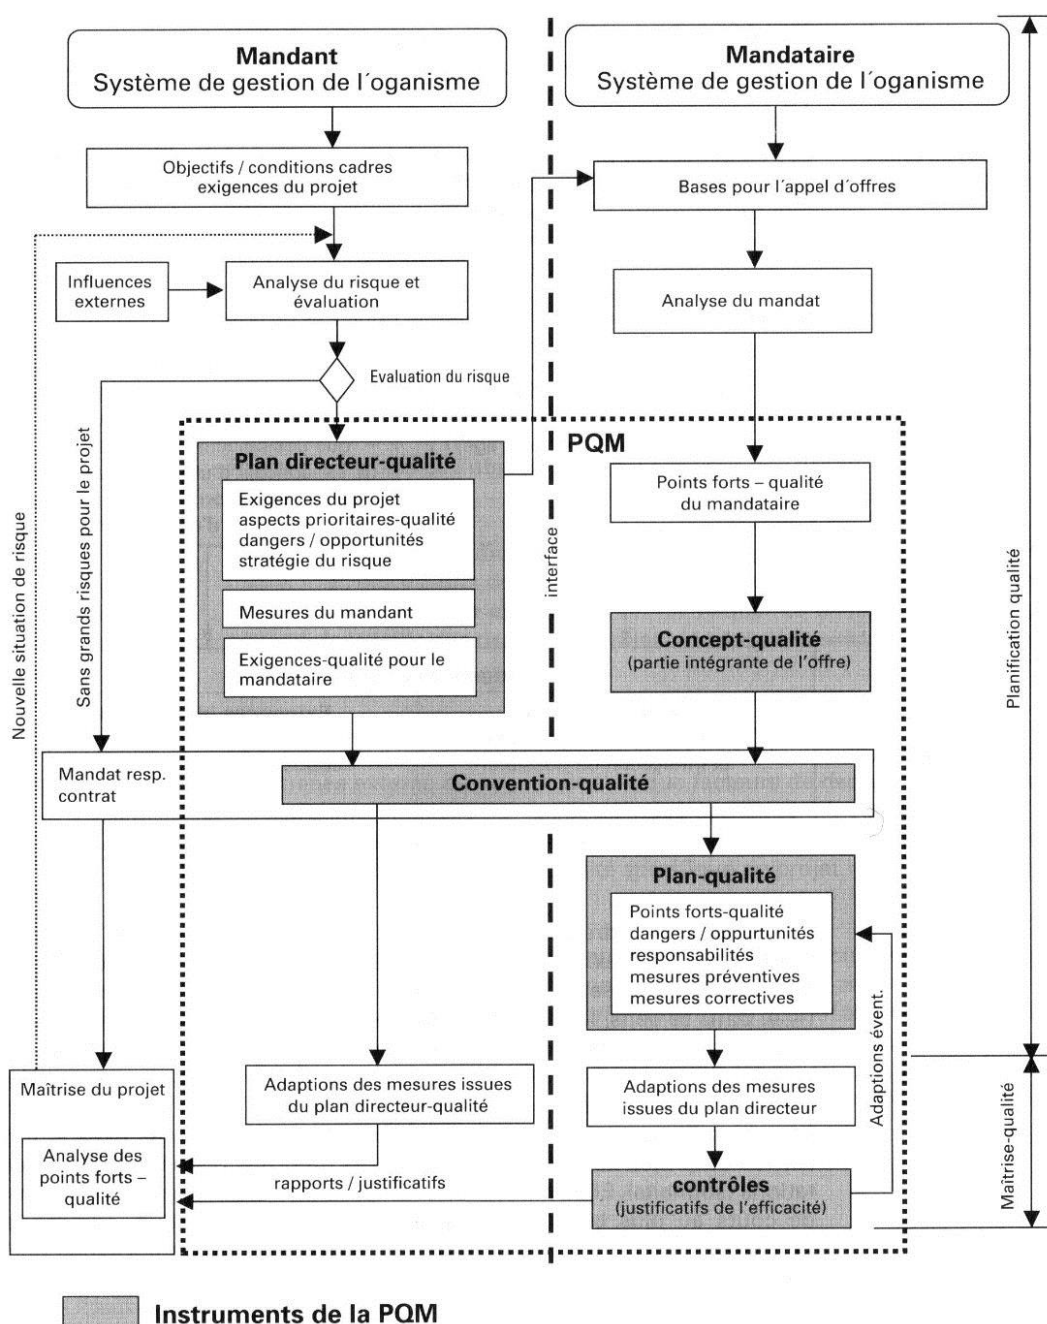 Mandant
Système de gestion de l´oganisme
Mandataire
Système de gestion de l´oganisme
Objectifs / conditions cadres
exigences du projet
Bases pour l´appel d´offres
Influences
externes
Analyse du risque et
évaluation
Analyse du mandat
Evaluation du risque
Nouvelle situation de risque
Sans grands risques pour le projet
PQM
interface
Plan directeur-qualité
Exigences du projet
aspects prioritaires-qualité
dangers / opportunités
stratégie du risque
Mesures du mandant
Exigences-qualité pour le
mandataire
Points forts – qualité
du mandataire
Concept-qualité
(partie intégrante de l’offre)
Planification qualité
Mandat resp.
contrat
Convention-qualité
Plan-qualité
Points forts-qualité
dangers / oppurtunités
responsabilités
mesures préventives
mesures correctives
Adaptions évent.
Maîtrise du projet
Analyse des
points forts –
qualité
Adaptions des mesures issues
du plan directeur-qualité
Adaptions des mesures
issues du plan directeur
rapports / justificatifs
contrôles
(justificatifs de l’efficacité)
Maîtrise-qualité
Instruments de la PQM